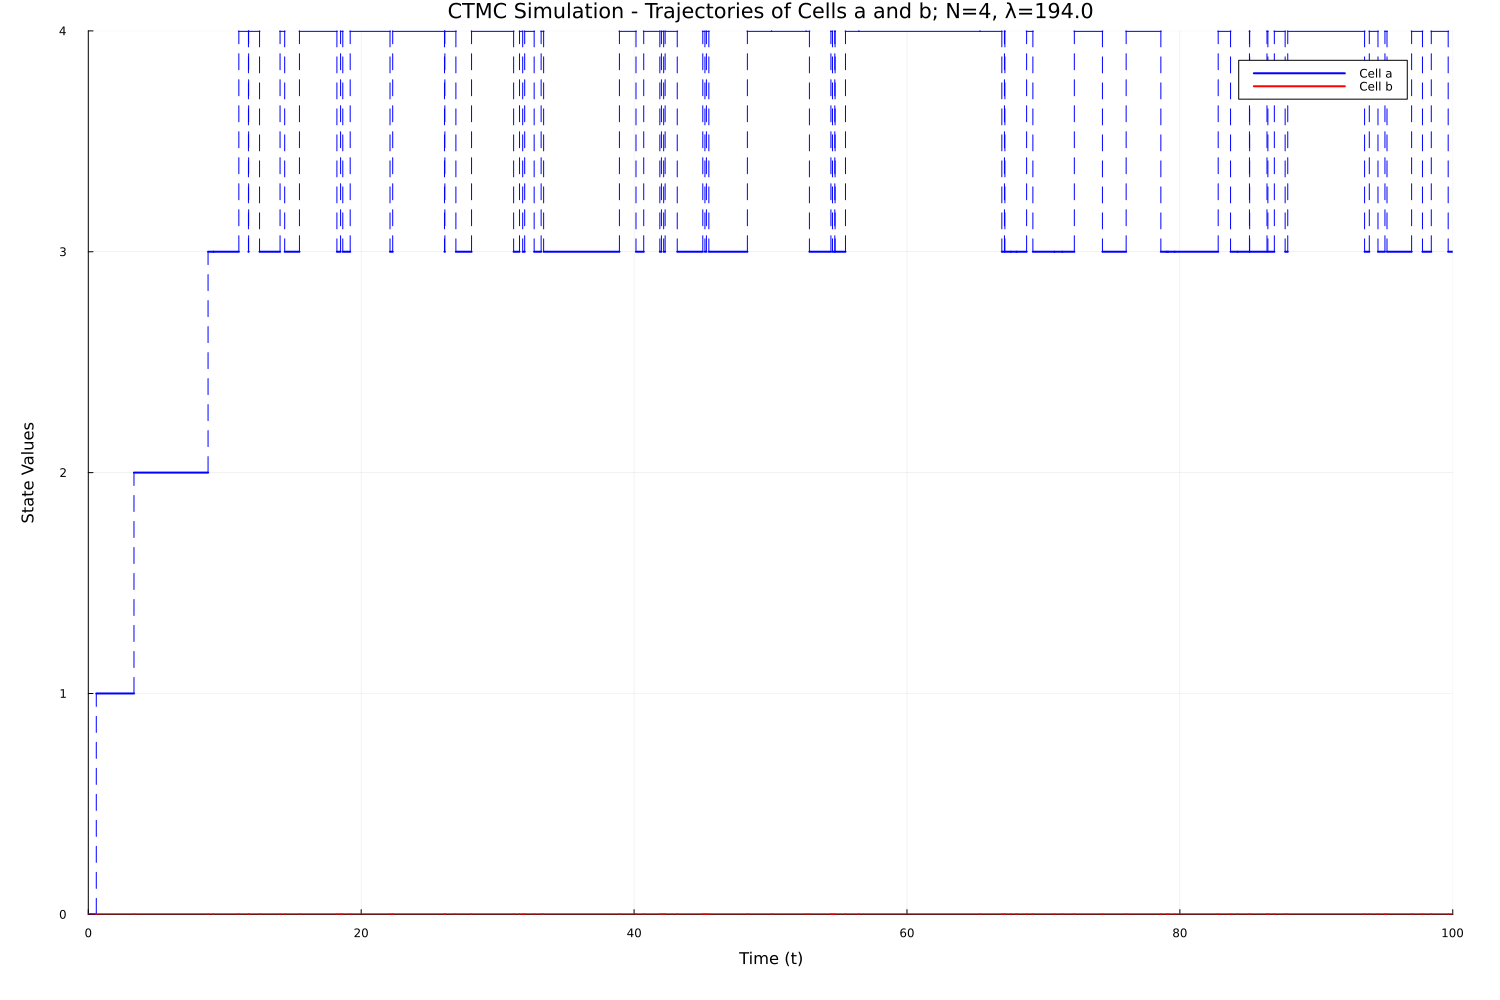 CTMC Simulation - Trajectories of Cells a and b; N=4, λ=194.0
4
Cell a
Cell b
3
State Values
2
1
0
0 20 40 60 80 100
Time (t)